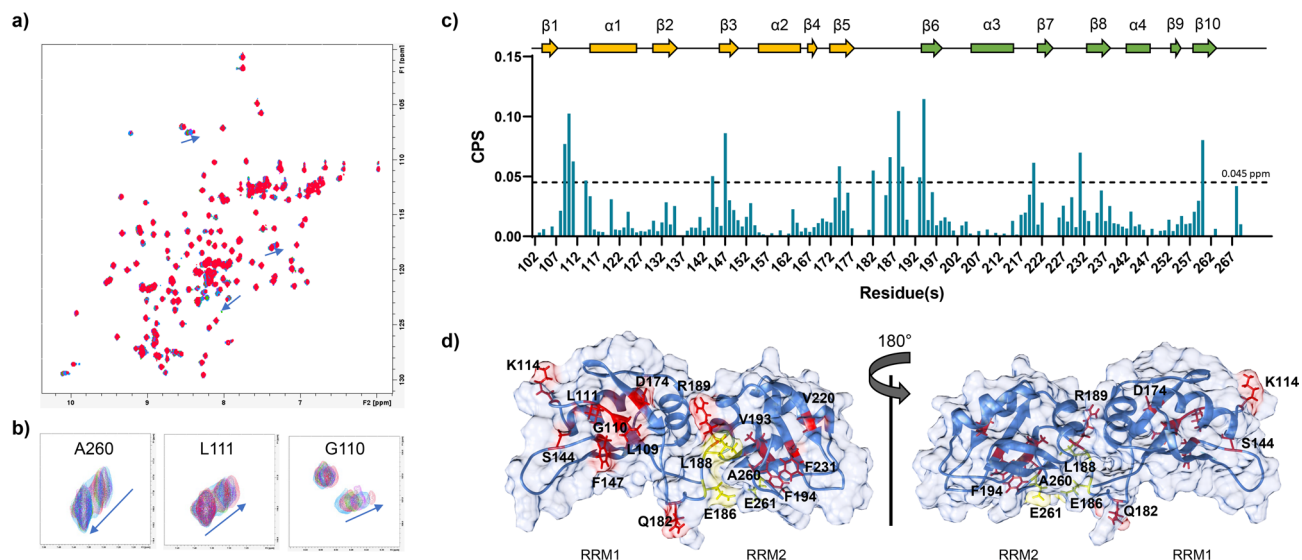 a)
F1 [ppm]
100
105
110
115
120
125
130
10
9
8
7
F2 [ppm]
b)
A260
L111
G110
c)
β1
α1
β2
β3
α2
β4
β5
β6
α3
β7
β8
α4
β9
β10
0.15
0.10
0.05
0.00
CPS
0.045 ppm
102
107
112
117
122
127
132
137
142
147
152
157
162
167
172
177
182
187
192
197
202
207
212
217
222
227
232
237
242
247
252
257
262
267
Residue(s)
d)
180°
K114
D174
R189
L111
V220
V193
G110
S144
L109
L188
F231
A260
F147
F194
E186
E261
Q182
RRM1
RRM2
R189
D174
K114
S144
L188
A260
F194
E261
E186
Q182
RRM2
RRM1